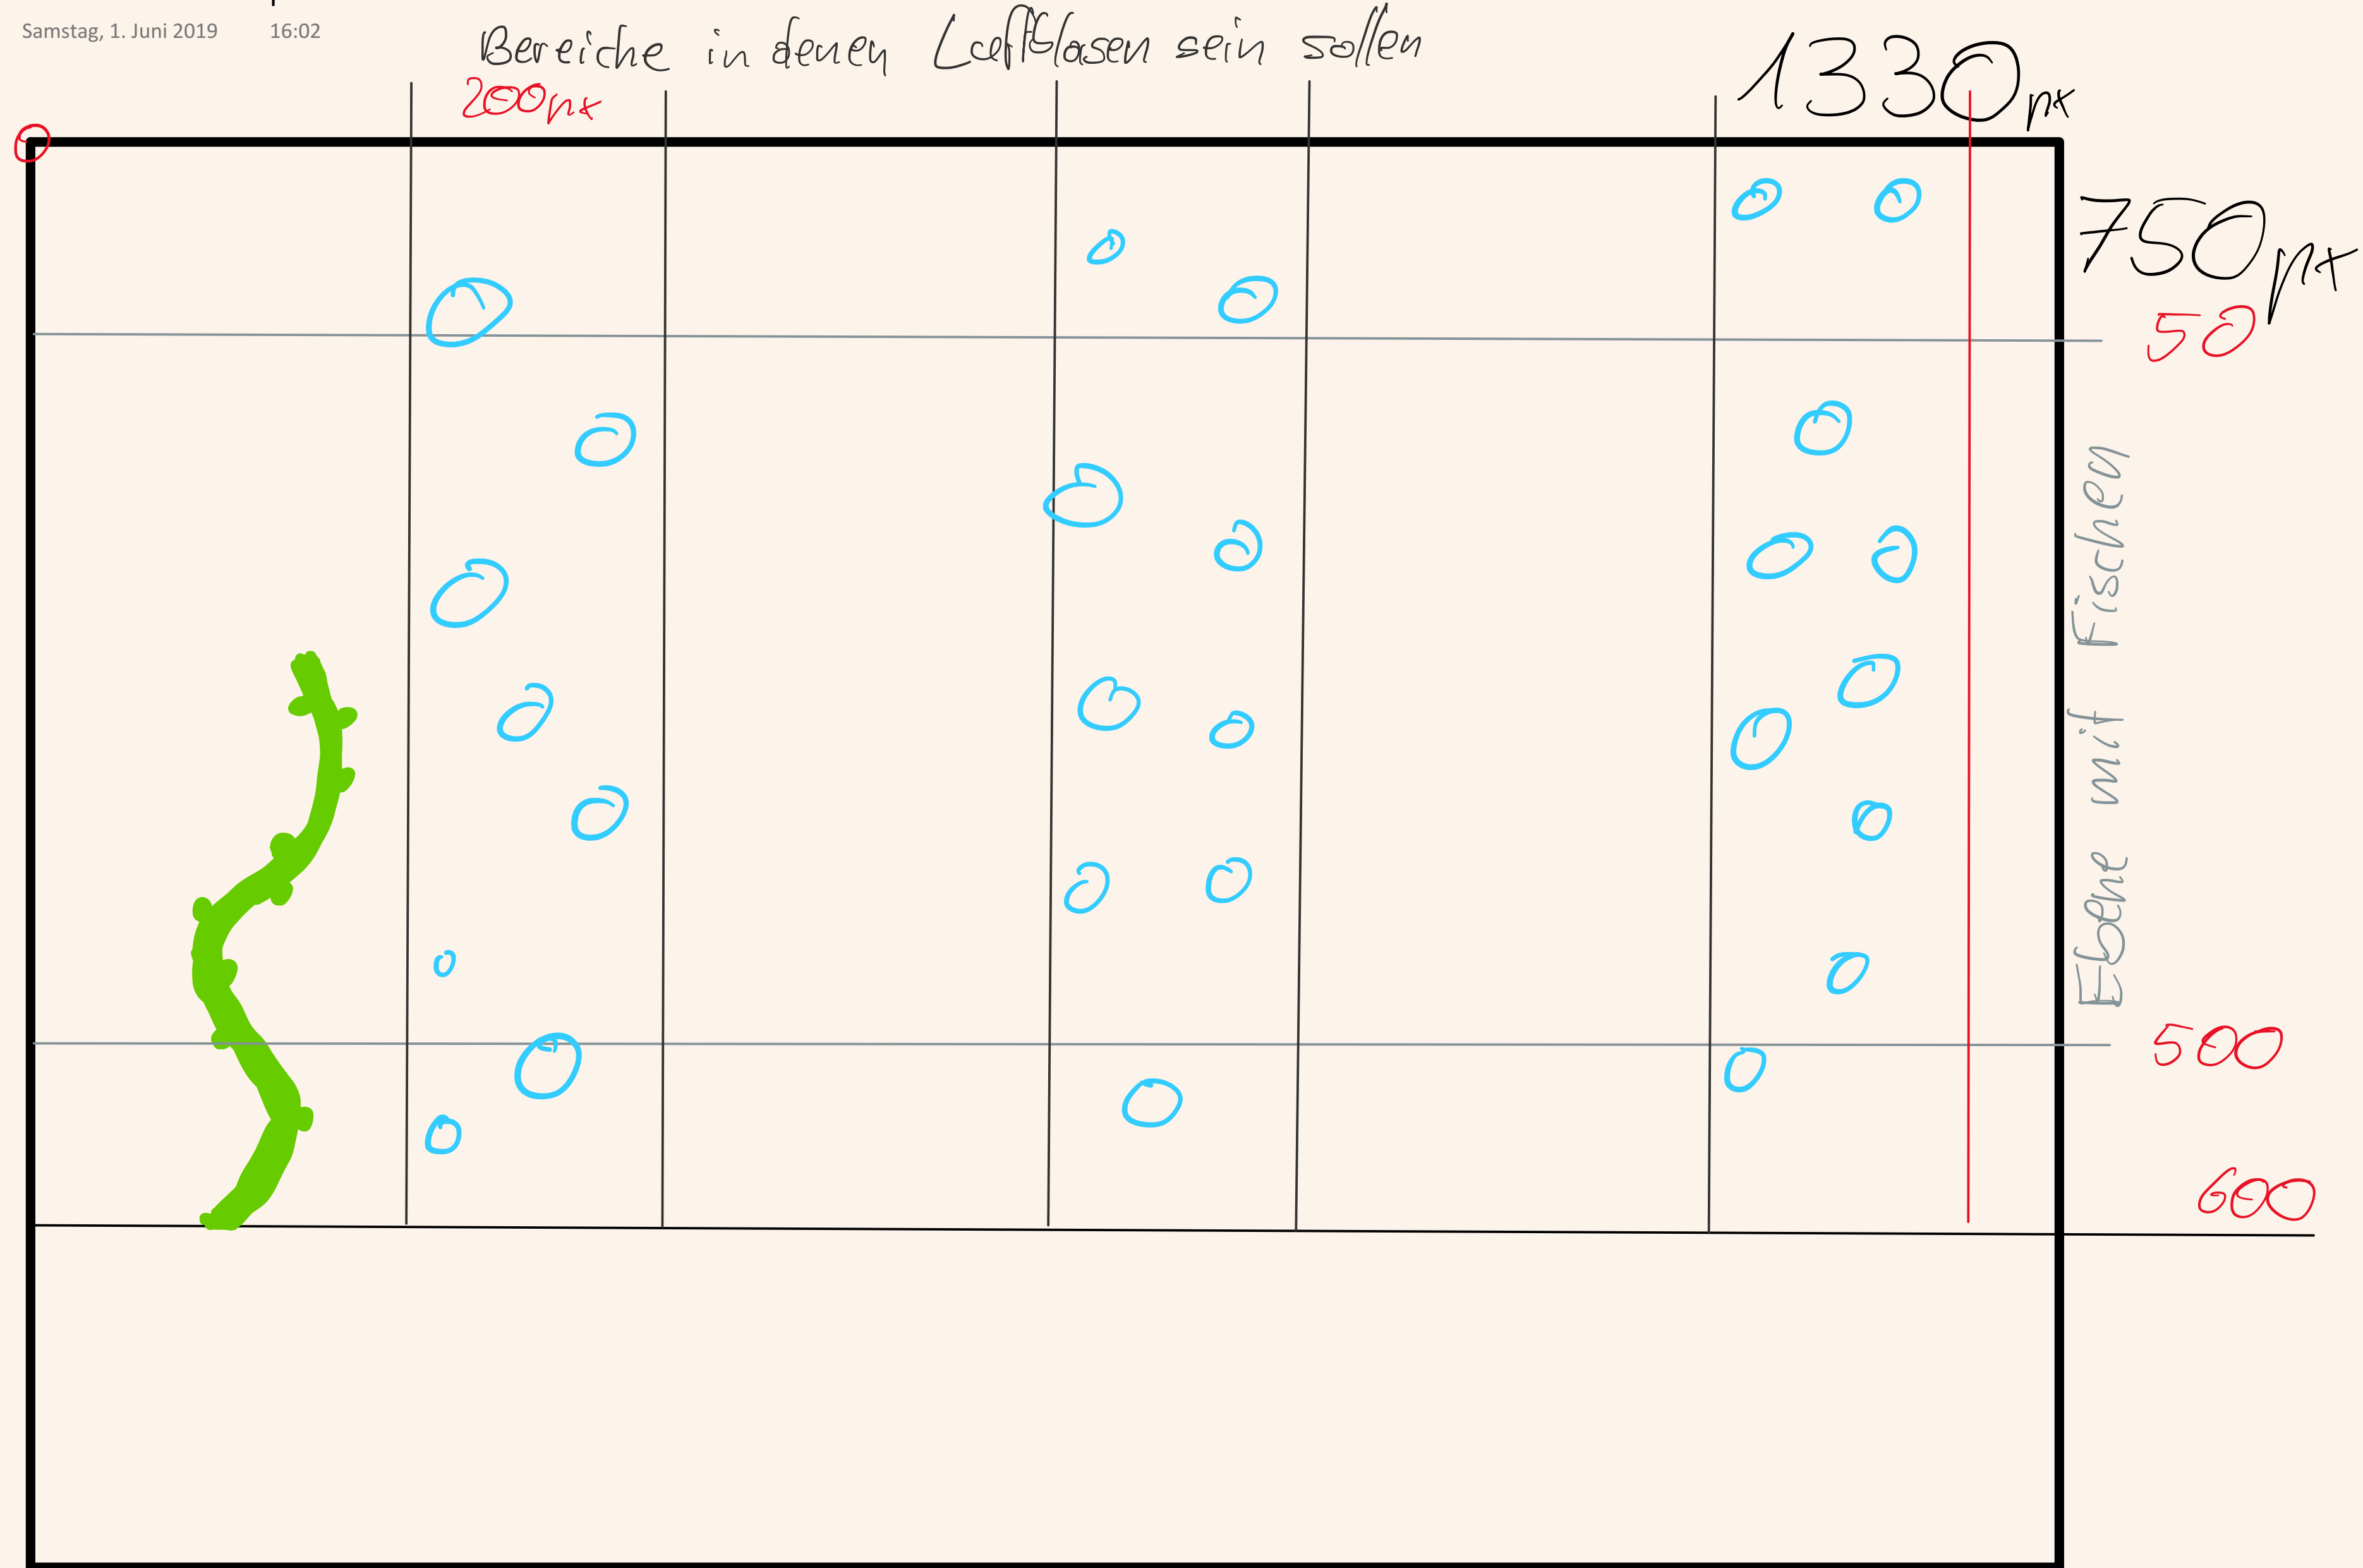 Samstag, 1. Juni 2019 16:02
Bereiche in denen Luftblasen sein sollen
200px
1330px
750px
50
Ebene mit Fischen
500
600